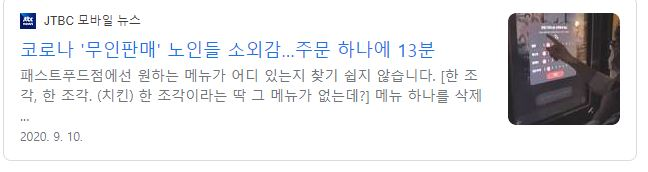 JTBC 모바일 뉴스
코로나 '무인판매' 노인들 소외감...주문 하나에 13분
패스트푸드점에선 원하는 메뉴가 어디 있는지 찾기 쉽지 않습니다. [한 조
각, 한 조각. (치킨) 한 조각이라는 딱 그 메뉴가 없는데?] 메뉴 하나를 삭제
...
2020. 9. 10.